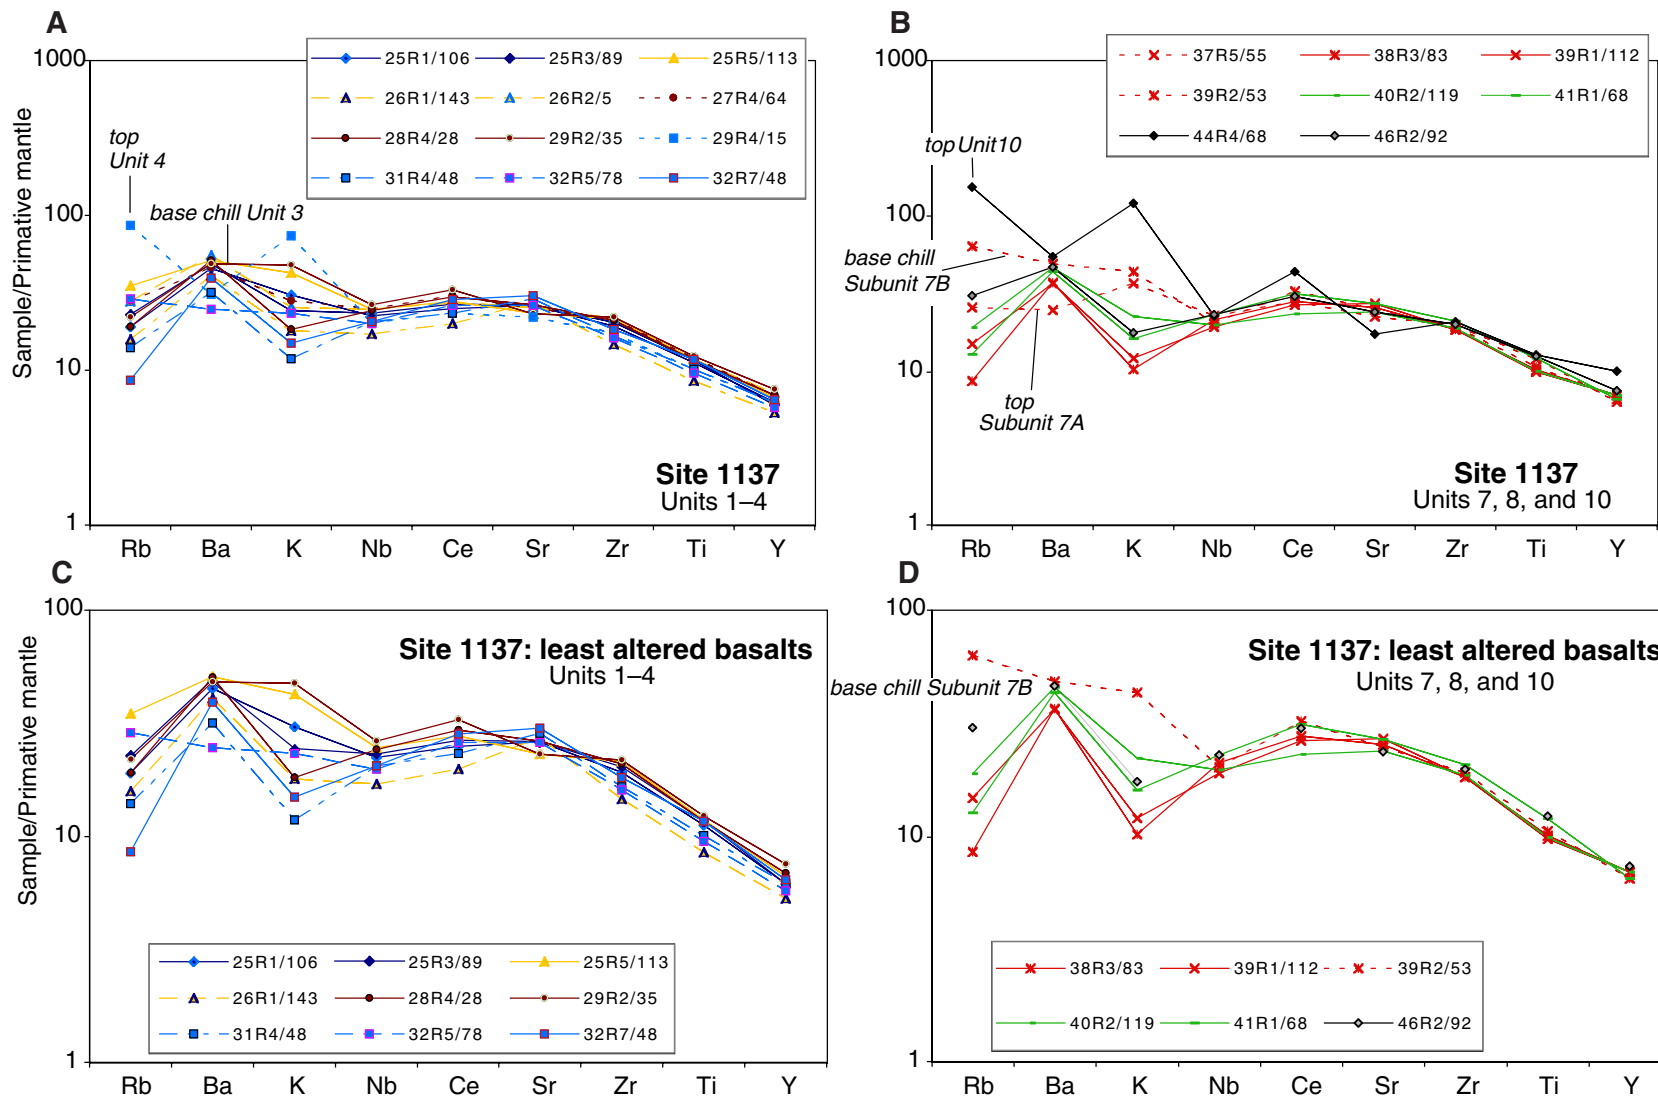 A
1000
100
10
1
Sample/Primative mantle
25R1/106 25R3/89 25R5/113
26R1/143 26R2/5 27R4/64
28R4/28 29R2/35 29R4/15
31R4/48 32R5/78 32R7/48
top
Unit 4
base chill Unit 3
Site 1137
Units 1–4
Rb Ba K Nb Ce Sr Zr Ti Y
B
1000
100
10
1
37R5/55 38R3/83 39R1/112
39R2/53 40R2/119 41R1/68
44R4/68 46R2/92
top Unit10
base chill
Subunit 7B
top
Subunit 7A
Site 1137
Units 7, 8, and 10
Rb Ba K Nb Ce Sr Zr Ti Y
C
100
10
1
Sample/Primative mantle
Site 1137: least altered basalts
Units 1–4
25R1/106 25R3/89 25R5/113
26R1/143 28R4/28 29R2/35
31R4/48 32R5/78 32R7/48
Rb Ba K Nb Ce Sr Zr Ti Y
D
100
10
1
Site 1137: least altered basalts
Units 7, 8, and 10
base chill Subunit 7B
38R3/83 39R1/112 39R2/53
40R2/119 41R1/68 46R2/92
Rb Ba K Nb Ce Sr Zr Ti Y